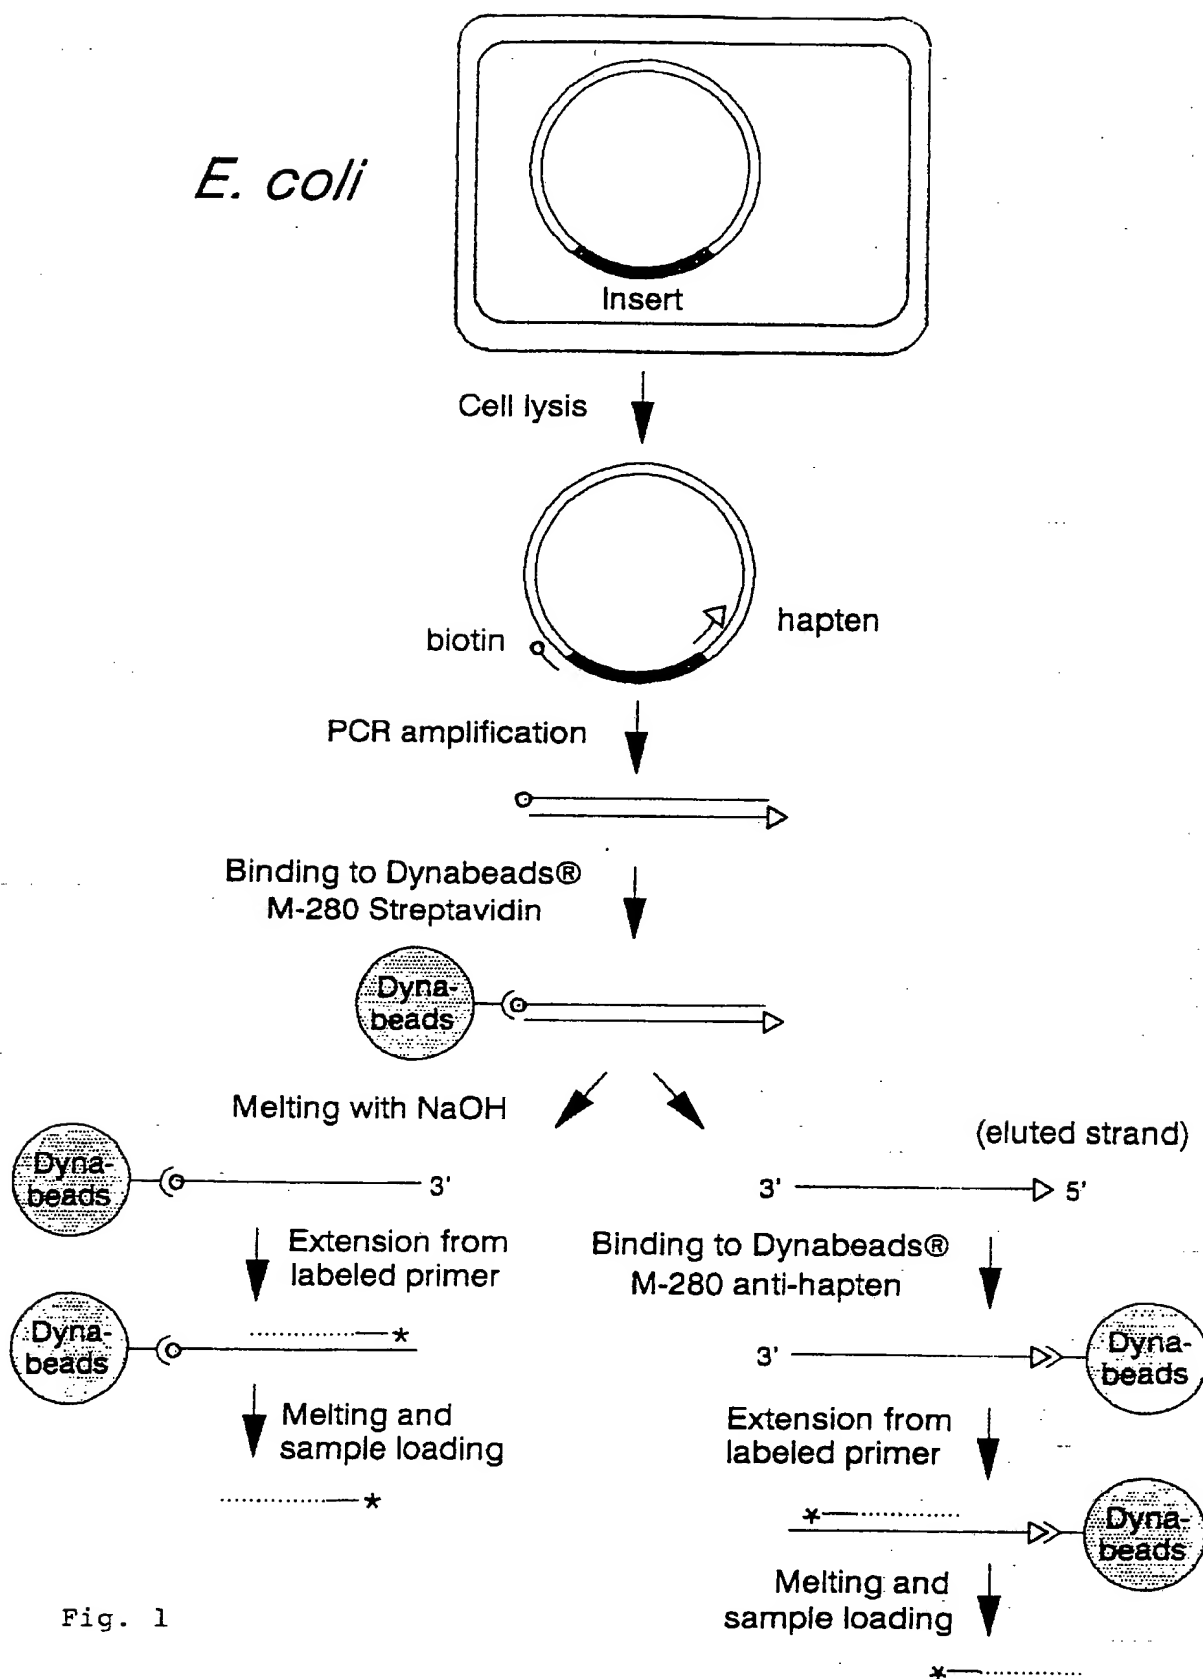 E. coli
Insert
Cell lysis
biotin
hapten
PCR amplification
Binding to Dynabeads®
M-280 Streptavidin
Dyna-
beads
Melting with NaOH
(eluted strand)
Dyna-
beads
3'
3'
5'
Extension from
labeled primer
Binding to Dynabeads®
M-280 anti-hapten
Dyna-
beads
*
3'
Dyna-
beads
Melting and
sample loading
*
Extension from
labeled primer
*
Dyna-
beads
Melting and
sample loading
*
Fig. 1